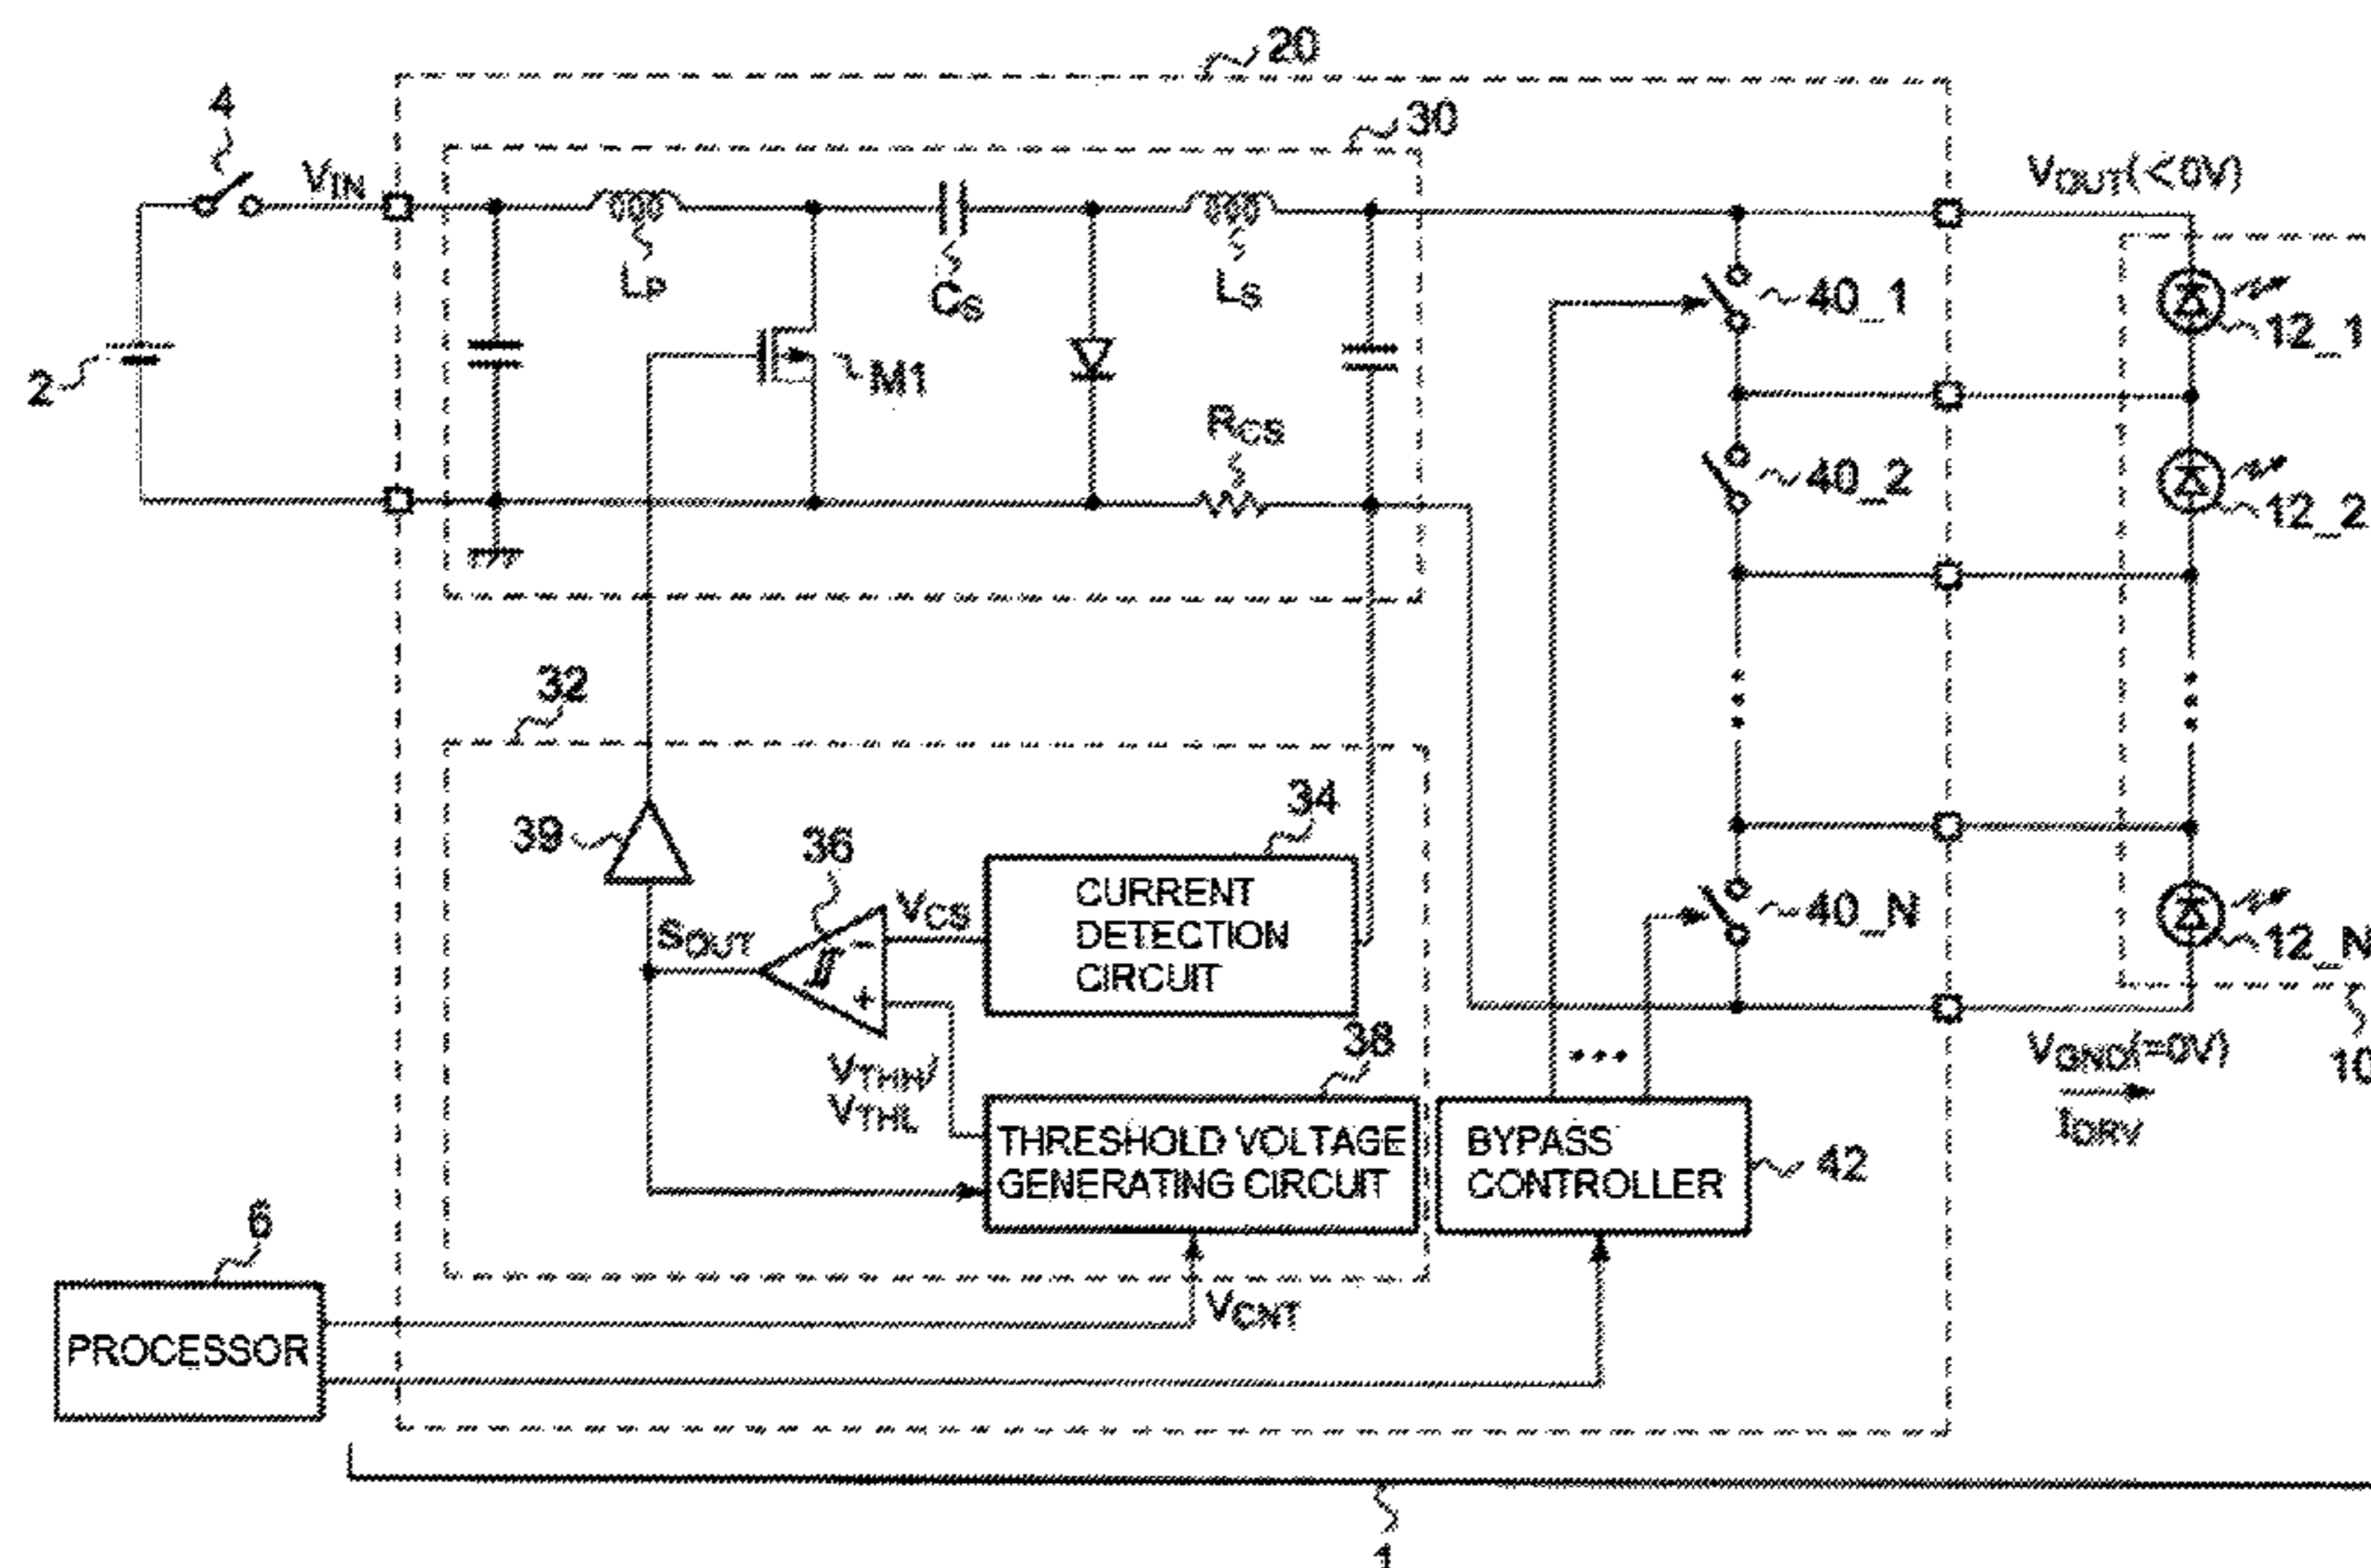 20
4
30
VIN
VOUT(<0V)
LP
CS
LS
40_1
12_1
2
M1
RCS
40_2
12_2
32
34
39
36
VCS
CURRENT
DETECTION
CIRCUIT
40_N
12_N
SOUT
38
VTHH/
VTHL
VGND(=0V)
10
IDRV
THRESHOLD VOLTAGE
GENERATING CIRCUIT
BYPASS
CONTROLLER
42
6
VCNT
PROCESSOR
1